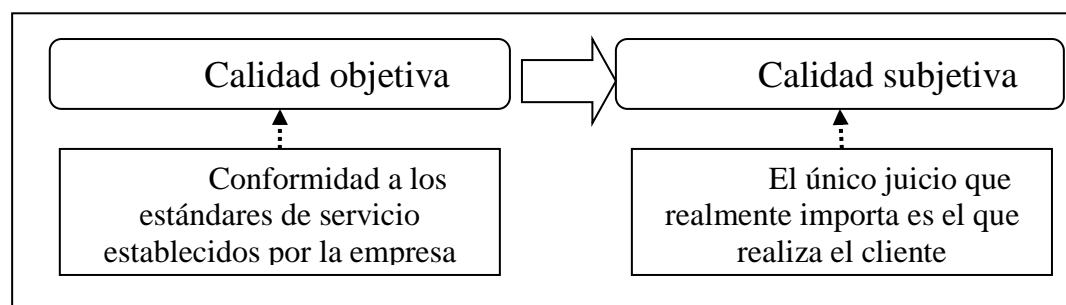 Calidad objetiva
Calidad subjetiva
Conformidad a los
estándares de servicio
establecidos por la empresa
El único juicio que
realmente importa es el que
realiza el cliente